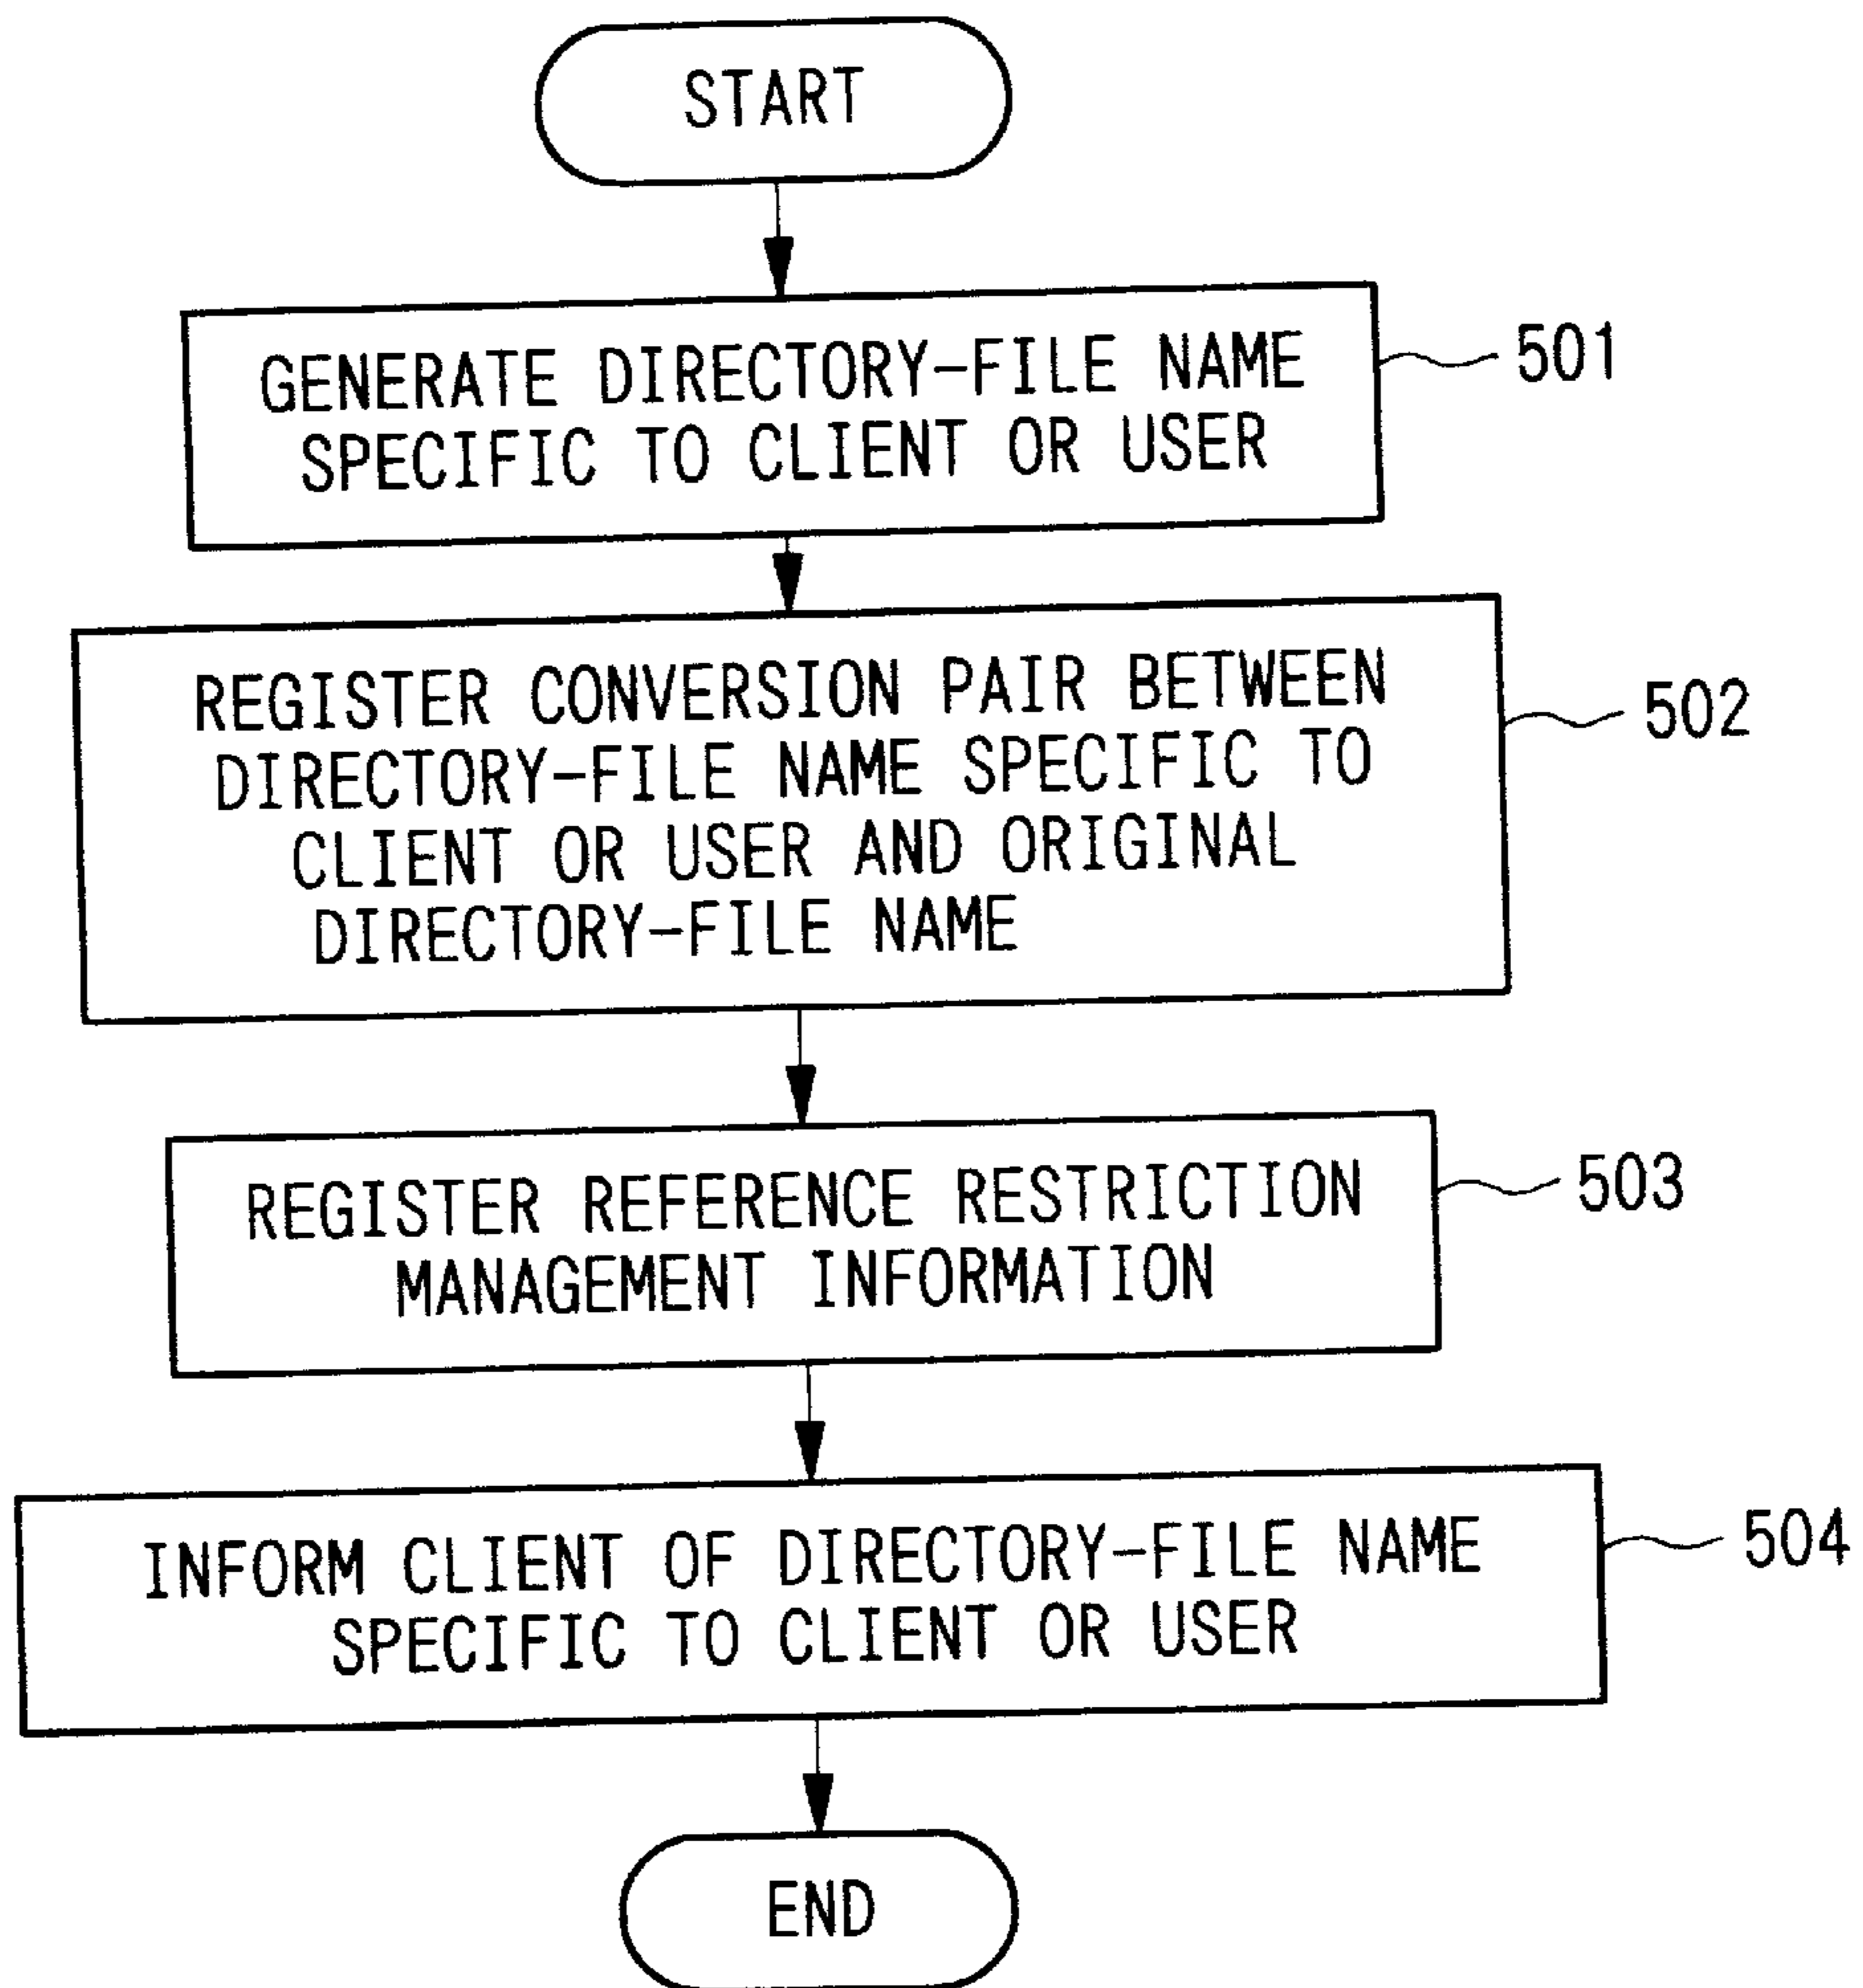 START
GENERATE DIRECTORY-FILE NAME
SPECIFIC TO CLIENT OR USER
501
REGISTER CONVERSION PAIR BETWEEN
DIRECTORY-FILE NAME SPECIFIC TO
CLIENT OR USER AND ORIGINAL
DIRECTORY-FILE NAME
502
REGISTER REFERENCE RESTRICTION
MANAGEMENT INFORMATION
503
INFORM CLIENT OF DIRECTORY-FILE NAME
SPECIFIC TO CLIENT OR USER
504
END